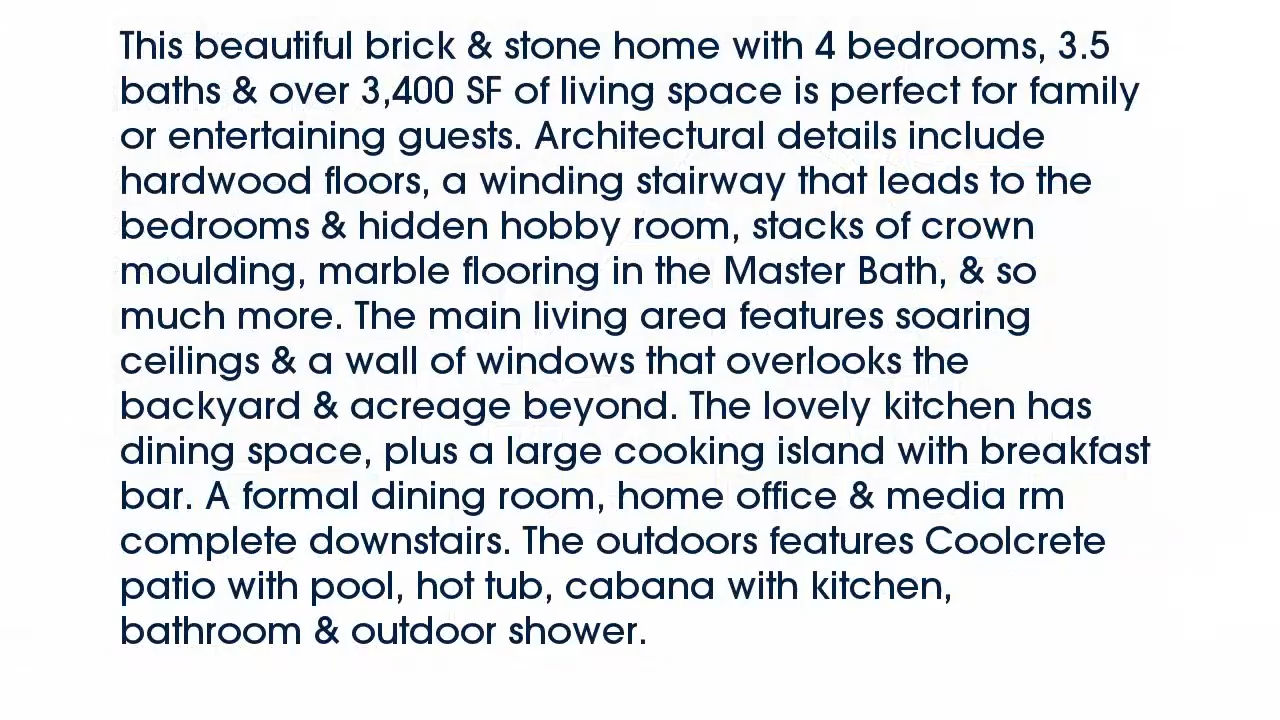 This beautiful brick & stone home with 4 bedrooms, 3.5
baths & over 3,400 SF of living space is perfect for family
or entertaining guests. Architectural details include
hardwood floors, a winding stairway that leads to the
bedrooms & hidden hobby room, stacks of crown
moulding, marble flooring in the Master Bath, & so
much more. The main living area features soaring
ceilings & a wall of windows that overlooks the
backyard & acreage beyond. The lovely kitchen has
dining space, plus a large cooking island with breakfast
bar. A formal dining room, home office & media rm
complete downstairs. The outdoors features Coolcrete
patio with pool, hot tub, cabana with kitchen,
bathroom & outdoor shower.